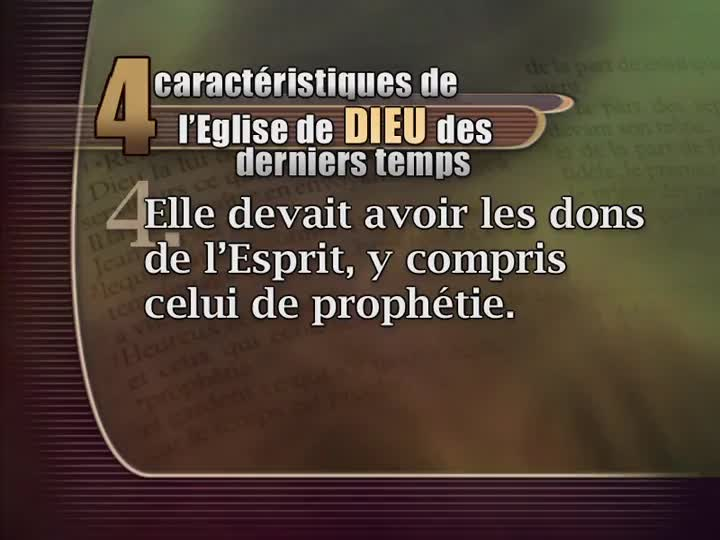 4 caractéristiques de
l'Eglise de DIEU des
derniers temps
4. Elle devait avoir les dons
de l'Esprit, y compris
celui de prophétie.